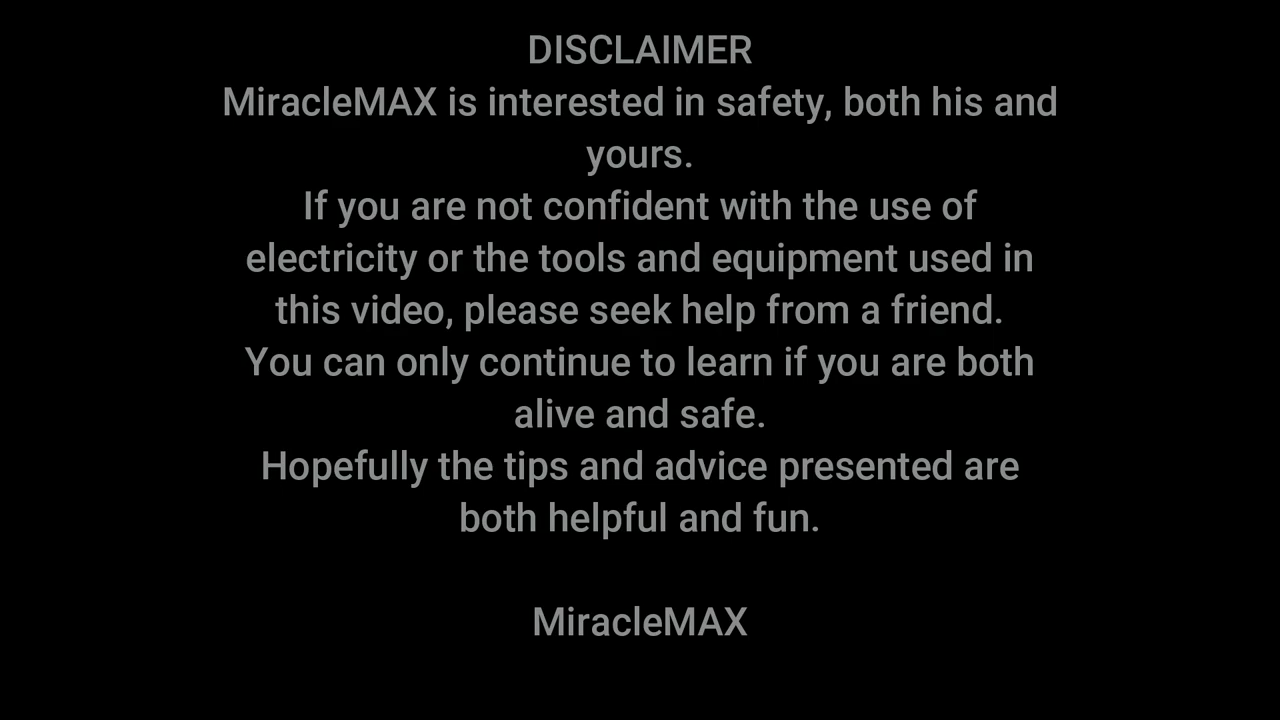 DISCLAIMER
MiracleMAX is interested in safety, both his and
yours.
If you are not confident with the use of
electricity or the tools and equipment used in
this video, please seek help from a friend.
You can only continue to learn if you are both
alive and safe.
Hopefully the tips and advice presented are
both helpful and fun.
MiracleMAX